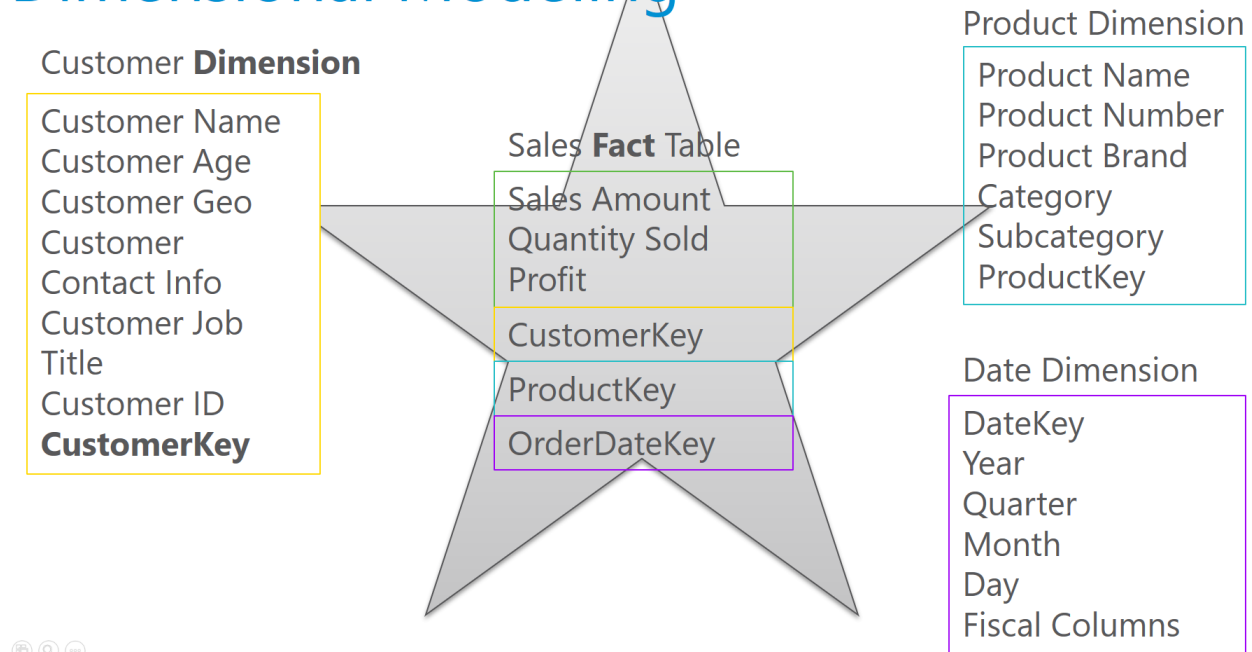 Dimensional Modeling
Customer Dimension
Customer Name
Customer Age
Customer Geo
Customer
Contact Info
Customer Job
Title
Customer ID
CustomerKey
Sales Fact Table
Sales Amount
Quantity Sold
Profit
CustomerKey
ProductKey
OrderDateKey
Product Dimension
Product Name
Product Number
Product Brand
Category
Subcategory
ProductKey
Date Dimension
DateKey
Year
Quarter
Month
Day
Fiscal Columns